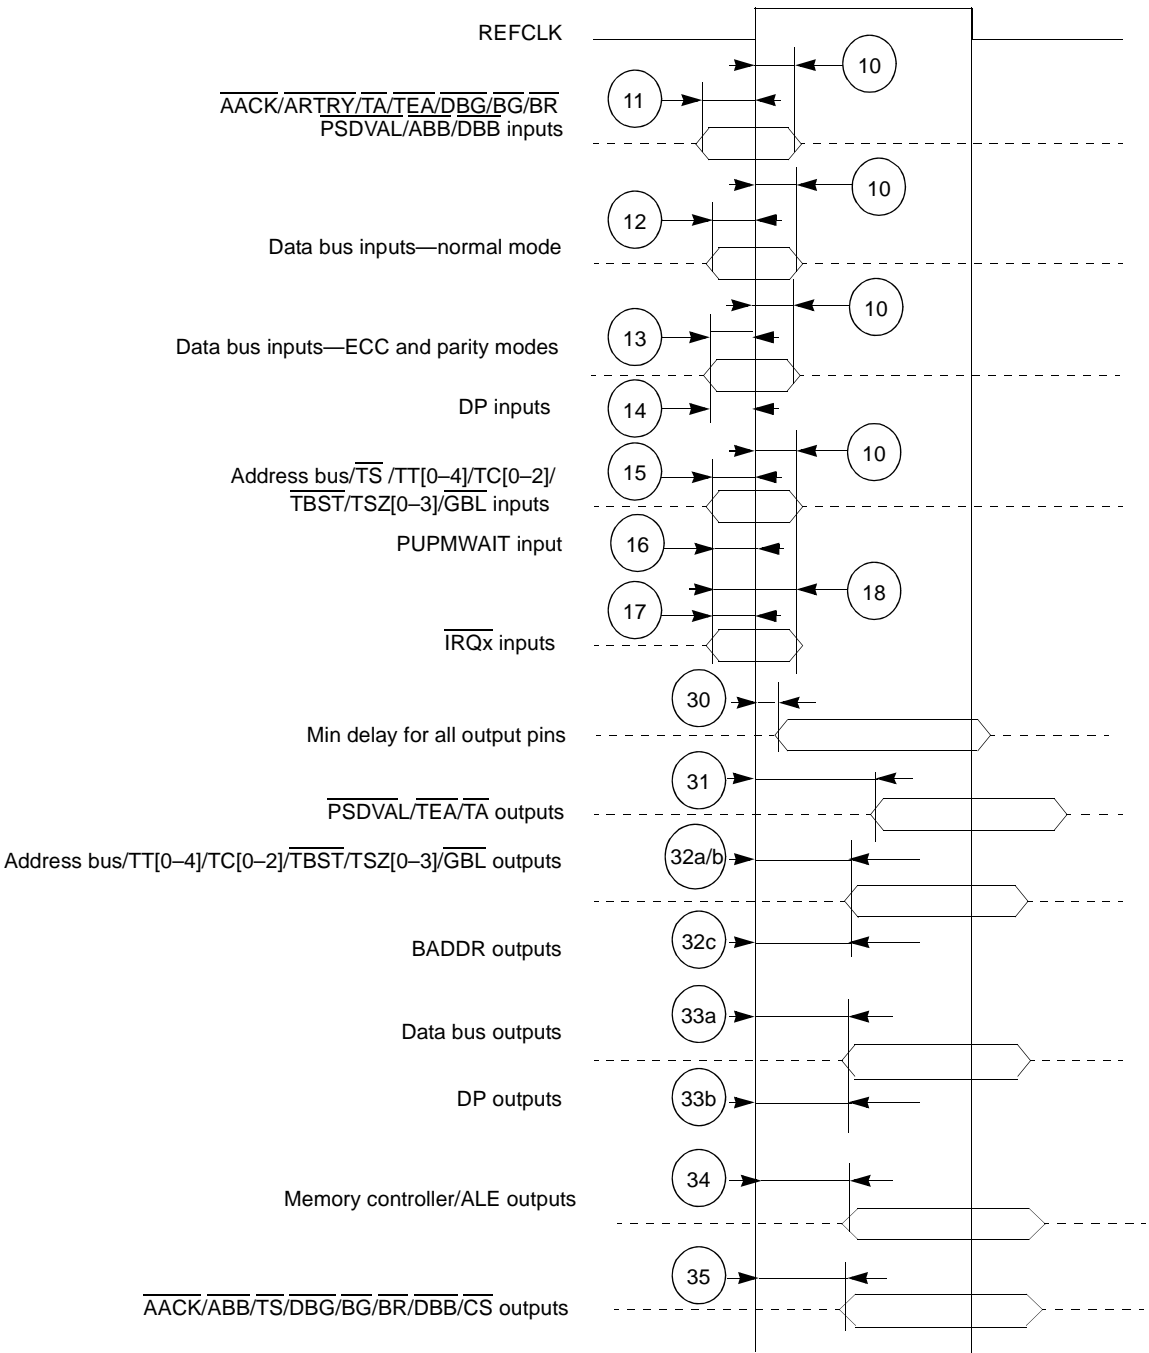 REFCLK
10
11
AACK/ARTRY/TA/TEA/DBG/BG/BR
PSDVAL/ABB/DBB inputs
10
12
Data bus inputs—normal mode
10
13
Data bus inputs—ECC and parity modes
DP inputs
14
10
15
Address bus/TS /TT[0–4]/TC[0–2]/
TBST/TSZ[0–3]/GBL inputs
PUPMWAIT input
16
18
17
IRQx inputs
30
Min delay for all output pins
31
PSDVAL/TEA/TA outputs
32a/b
Address bus/TT[0–4]/TC[0–2]/TBST/TSZ[0–3]/GBL outputs
32c
BADDR outputs
33a
Data bus outputs
DP outputs
33b
34
Memory controller/ALE outputs
35
AACK/ABB/TS/DBG/BG/BR/DBB/CS outputs